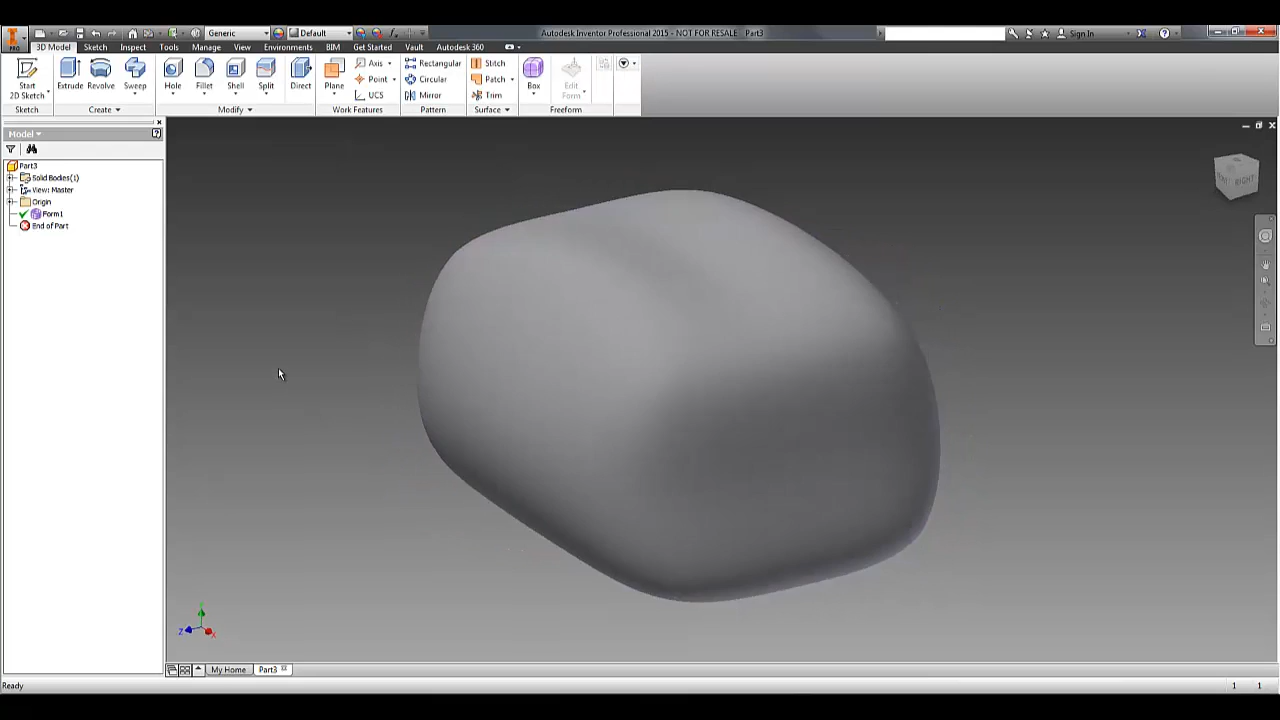 Generic
Default
Autodesk Inventor Professional 2015 - NOT FOR RESALE Part3
Sign In
PRO
3D Model Sketch Inspect Tools Manage View Environments BIM Get Started Vault Autodesk 360
Start
2D Sketch
Extrude Revolve Sweep
Hole Fillet Shell Split Direct
Plane
Axis
Point
UCS
Rectangular
Circular
Mirror
Stitch
Patch
Trim
Box
Edit
Form
Sketch Create Modify Work Features Pattern Surface Freeform
Model
Part3
Solid Bodies(1)
View: Master
Origin
Form1
End of Part
RIGHT
Z
X
My Home Part3
Ready
1 1